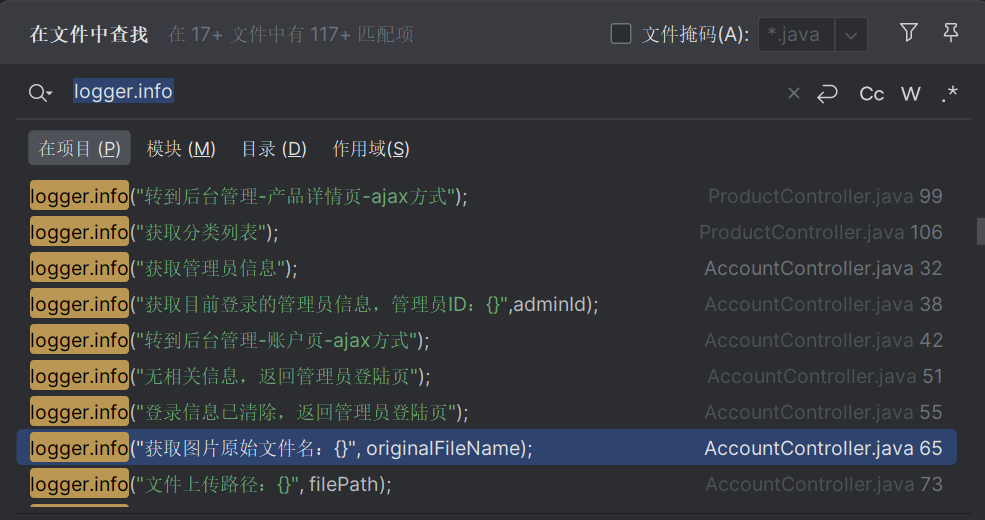 在文件中查找 在 17+ 文件中有 117+ 匹配项 文件掩码(A): *.java
logger.info × Cc W .*
在项目 (P) 模块 (M) 目录 (D) 作用域(S)
logger.info("转到后台管理-产品详情页-ajax方式"); ProductController.java 99
logger.info("获取分类列表"); ProductController.java 106
logger.info("获取管理员信息"); AccountController.java 32
logger.info("获取目前登录的管理员信息，管理员ID：{}",adminId); AccountController.java 38
logger.info("转到后台管理-账户页-ajax方式"); AccountController.java 42
logger.info("无相关信息，返回管理员登陆页"); AccountController.java 51
logger.info("登录信息已清除，返回管理员登陆页"); AccountController.java 55
logger.info("获取图片原始文件名：{}", originalFileName); AccountController.java 65
logger.info("文件上传路径：{}", filePath); AccountController.java 73